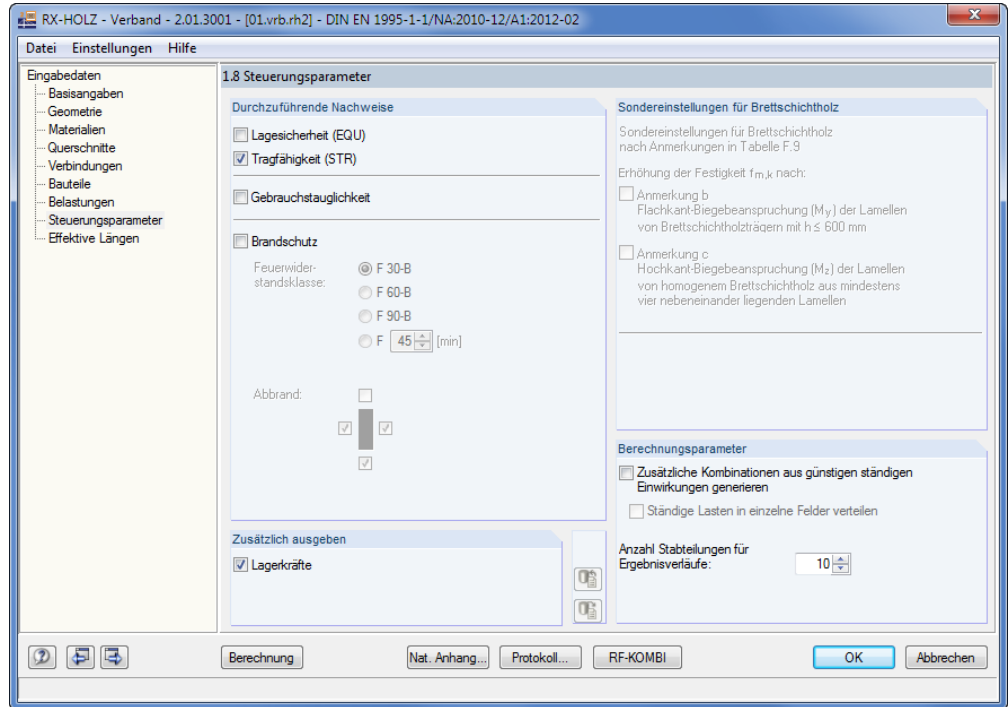 RX-HOLZ - Verband - 2.01.3001 - [01.vrb.rh2] - DIN EN 1995-1-1/NA:2010-12/A1:2012-02
Datei Einstellungen Hilfe
Eingabedaten
Basisangaben
Geometrie
Materialien
Querschnitte
Verbindungen
Bauteile
Belastungen
Steuerungsparameter
Effektive Längen
1.8 Steuerungsparameter
Durchzuführende Nachweise
Lagesicherheit (EQU)
Tragfähigkeit (STR)
Gebrauchstauglichkeit
Brandschutz
Feuerwider-
standsklasse:
F 30-B
F 60-B
F 90-B
F 45 [min]
Abbrand:
Zusätzlich ausgeben
Lagerkräfte
Sondereinstellungen für Brettschichtholz
Sondereinstellungen für Brettschichtholz
nach Anmerkungen in Tabelle F.9
Erhöhung der Festigkeit fm,k nach:
Anmerkung b
Flachkant-Biegebeanspruchung (My) der Lamellen
von Brettschichtholzträgern mit h ≤ 600 mm
Anmerkung c
Hochkant-Biegebeanspruchung (Mz) der Lamellen
von homogenem Brettschichtholz aus mindestens
vier nebeneinander liegenden Lamellen
Berechnungsparameter
Zusätzliche Kombinationen aus günstigen ständigen
Einwirkungen generieren
Ständige Lasten in einzelne Felder verteilen
Anzahl Stabteilungen für
Ergebnisverläufe: 10
Berechnung Nat. Anhang... Protokoll... RF-KOMBI OK Abbrechen